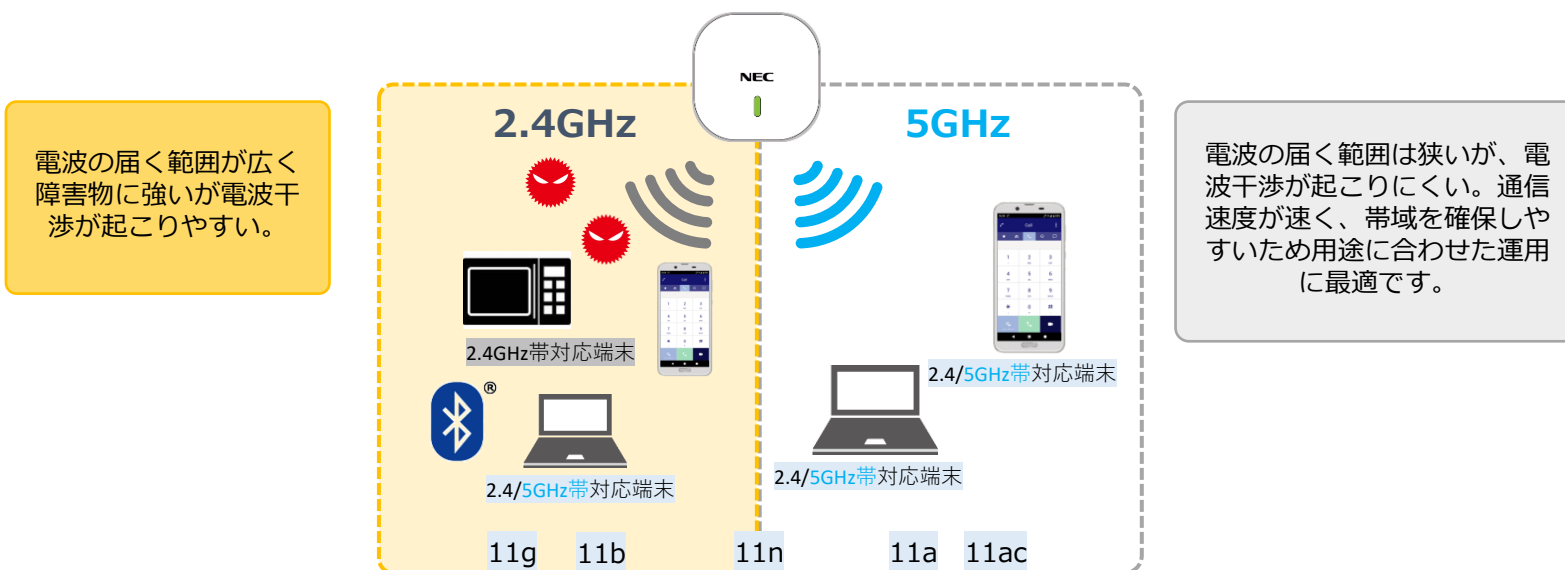 NEC
2.4GHz
5GHz
電波の届く範囲が広く
障害物に強いが電波干
渉が起こりやすい。
電波の届く範囲は狭いが、電
波干渉が起こりにくい。通信
速度が速く、帯域を確保しや
すいため用途に合わせた運用
に最適です。
2.4GHz帯対応端末
2.4/5GHz帯対応端末
®
2.4/5GHz帯対応端末
2.4/5GHz帯対応端末
11g 11b 11n 11a 11ac